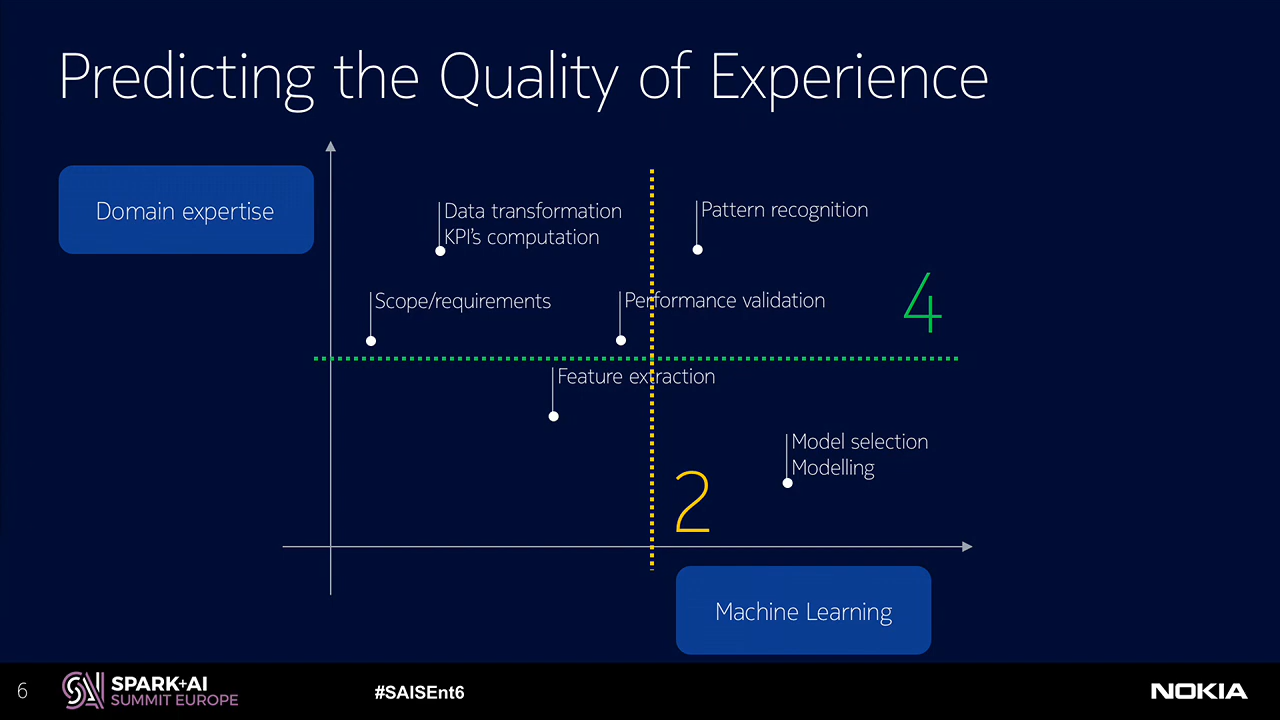 Predicting the Quality of Experience
Domain expertise
Data transformation
KPI's computation
Pattern recognition
Scope/requirements
Performance validation
4
Feature extraction
Model selection
Modelling
2
Machine Learning
6
SPARK+AI
SUMMIT EUROPE
#SAISEnt6
NOKIA